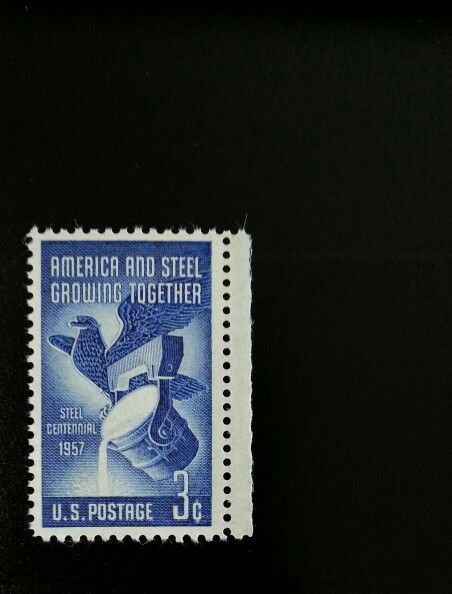 AMERICA AND STEEL
GROWING TOGETHER
STEEL
CENTENNIAL
1957
3¢
U.S. POSTAGE